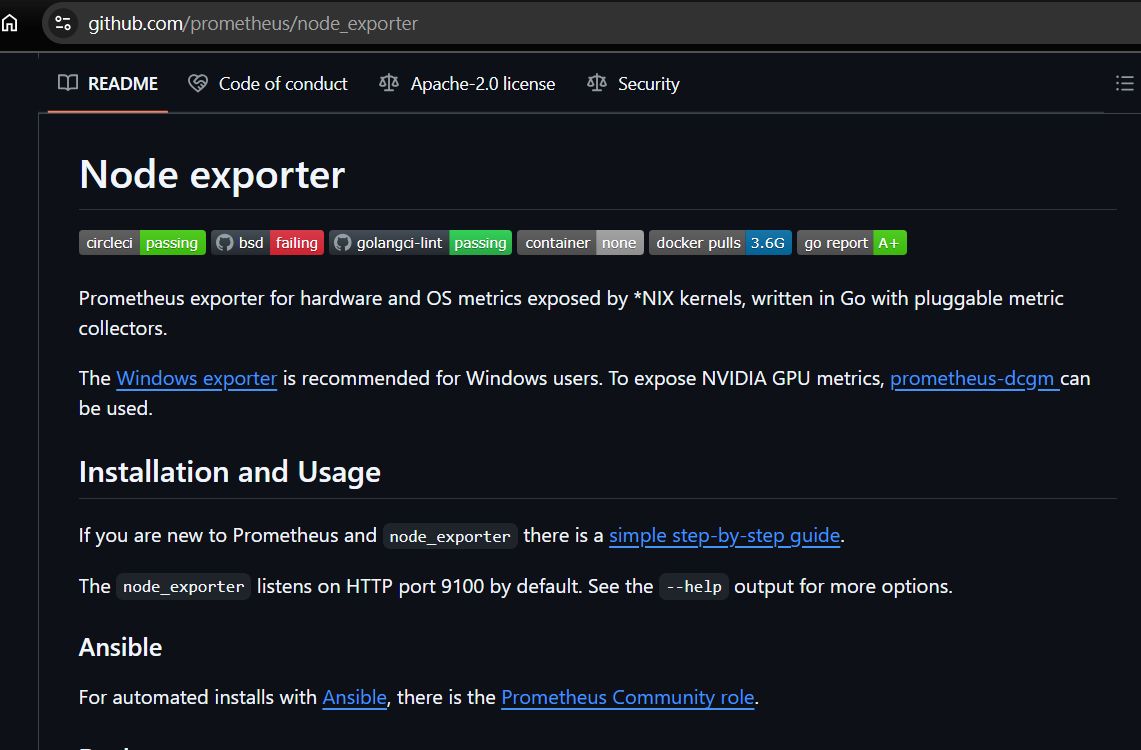 github.com/prometheus/node_exporter
README Code of conduct Apache-2.0 license Security
Node exporter
circleci passing bsd failing golangci-lint passing container none docker pulls 3.6G go report A+
Prometheus exporter for hardware and OS metrics exposed by *NIX kernels, written in Go with pluggable metric
collectors.
The Windows exporter is recommended for Windows users. To expose NVIDIA GPU metrics, prometheus-dcgm can
be used.
Installation and Usage
If you are new to Prometheus and node_exporter there is a simple step-by-step guide.
The node_exporter listens on HTTP port 9100 by default. See the --help output for more options.
Ansible
For automated installs with Ansible, there is the Prometheus Community role.